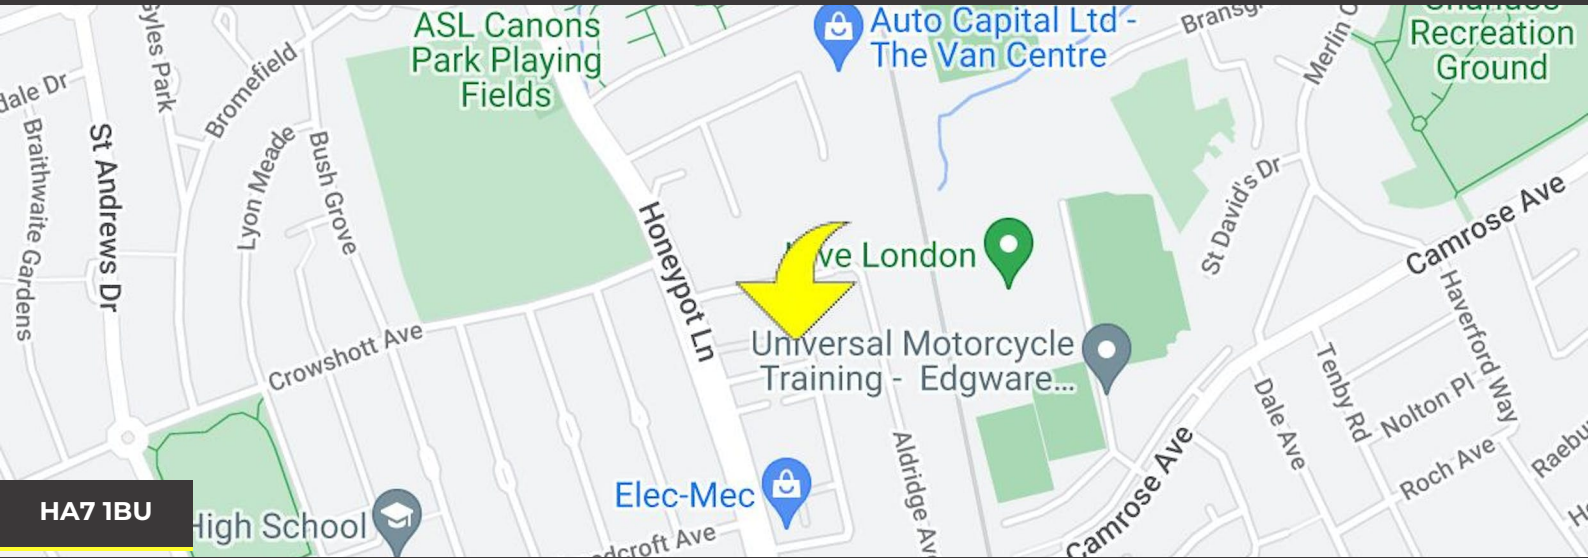 ASL Canons
Park Playing
Fields
Auto Capital Ltd -
The Van Centre
Recreation
Ground
Bromefield
St Andrews Dr
Braithwaite Gardens
Lyon Meade
Bush Grove
Honeypot Ln
London
St David's Dr
Camrose Ave
Haverford Way
Universal Motorcycle
Training - Edgware...
Crowshott Ave
Tenby Rd
Nolton Pl
Dale Ave
Roch Ave
Aldridge Av
Camrose Ave
Elec-Mec
HA7 1BU
High School
dcroft Ave